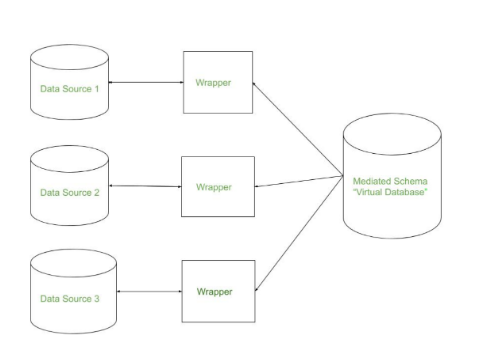 Data Source 1
Wrapper
Data Source 2
Wrapper
Mediated Schema
"Virtual Database"
Data Source 3
Wrapper